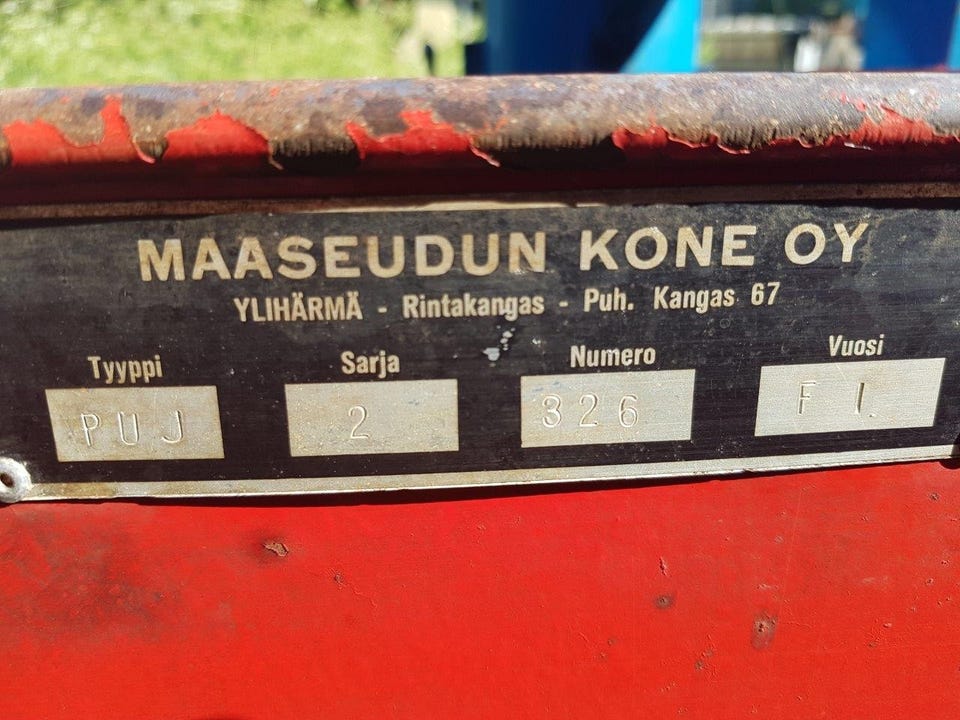 MAASEUDUN KONE OY
YLIHÄRMÄ - Rintakangas - Puh. Kangas 67
Tyyppi Sarja Numero Vuosi
PUJ 2 326 F I.